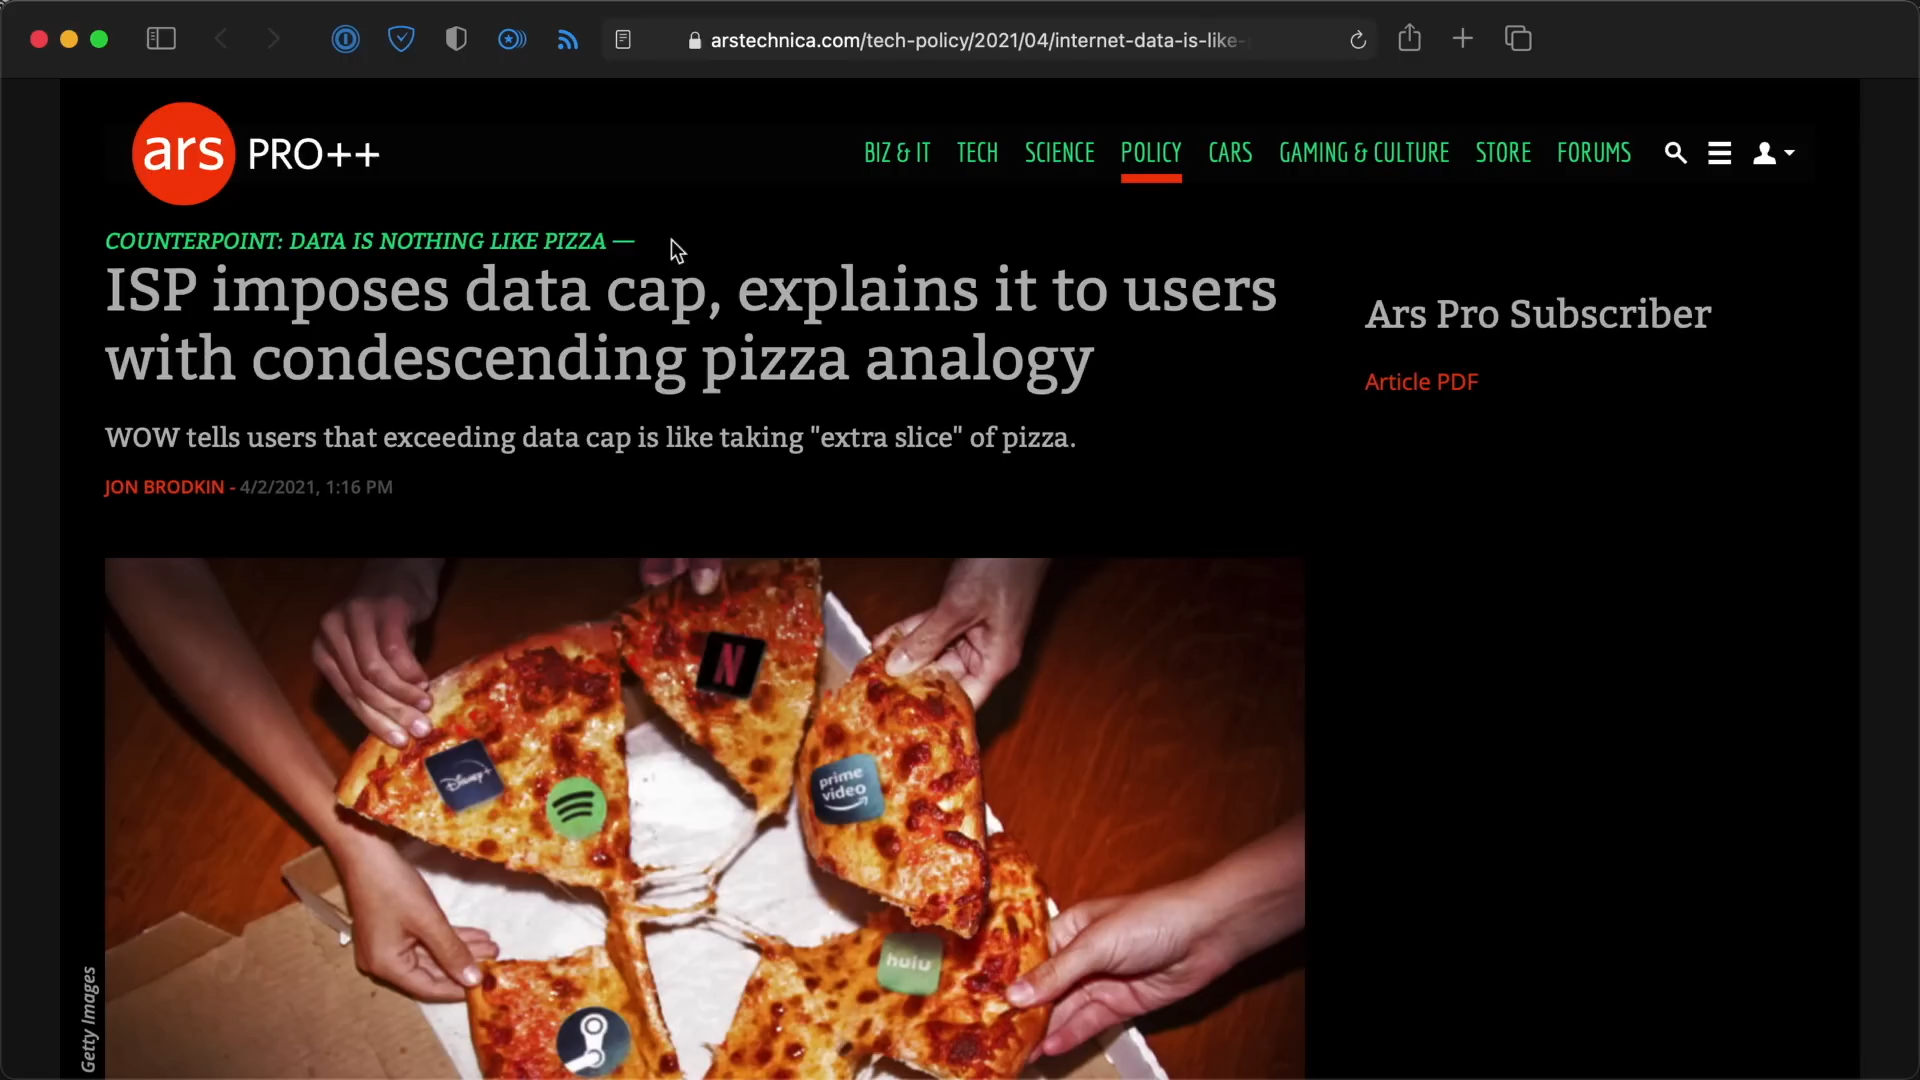 arstechnica.com/tech-policy/2021/04/internet-data-is-like-
ars PRO++
BIZ & IT TECH SCIENCE POLICY CARS GAMING & CULTURE STORE FORUMS
COUNTERPOINT: DATA IS NOTHING LIKE PIZZA —
ISP imposes data cap, explains it to users
with condescending pizza analogy
WOW tells users that exceeding data cap is like taking "extra slice" of pizza.
JON BRODKIN - 4/2/2021, 1:16 PM
Ars Pro Subscriber
Article PDF
N
Disney+
prime
video
hulu
Getty Images